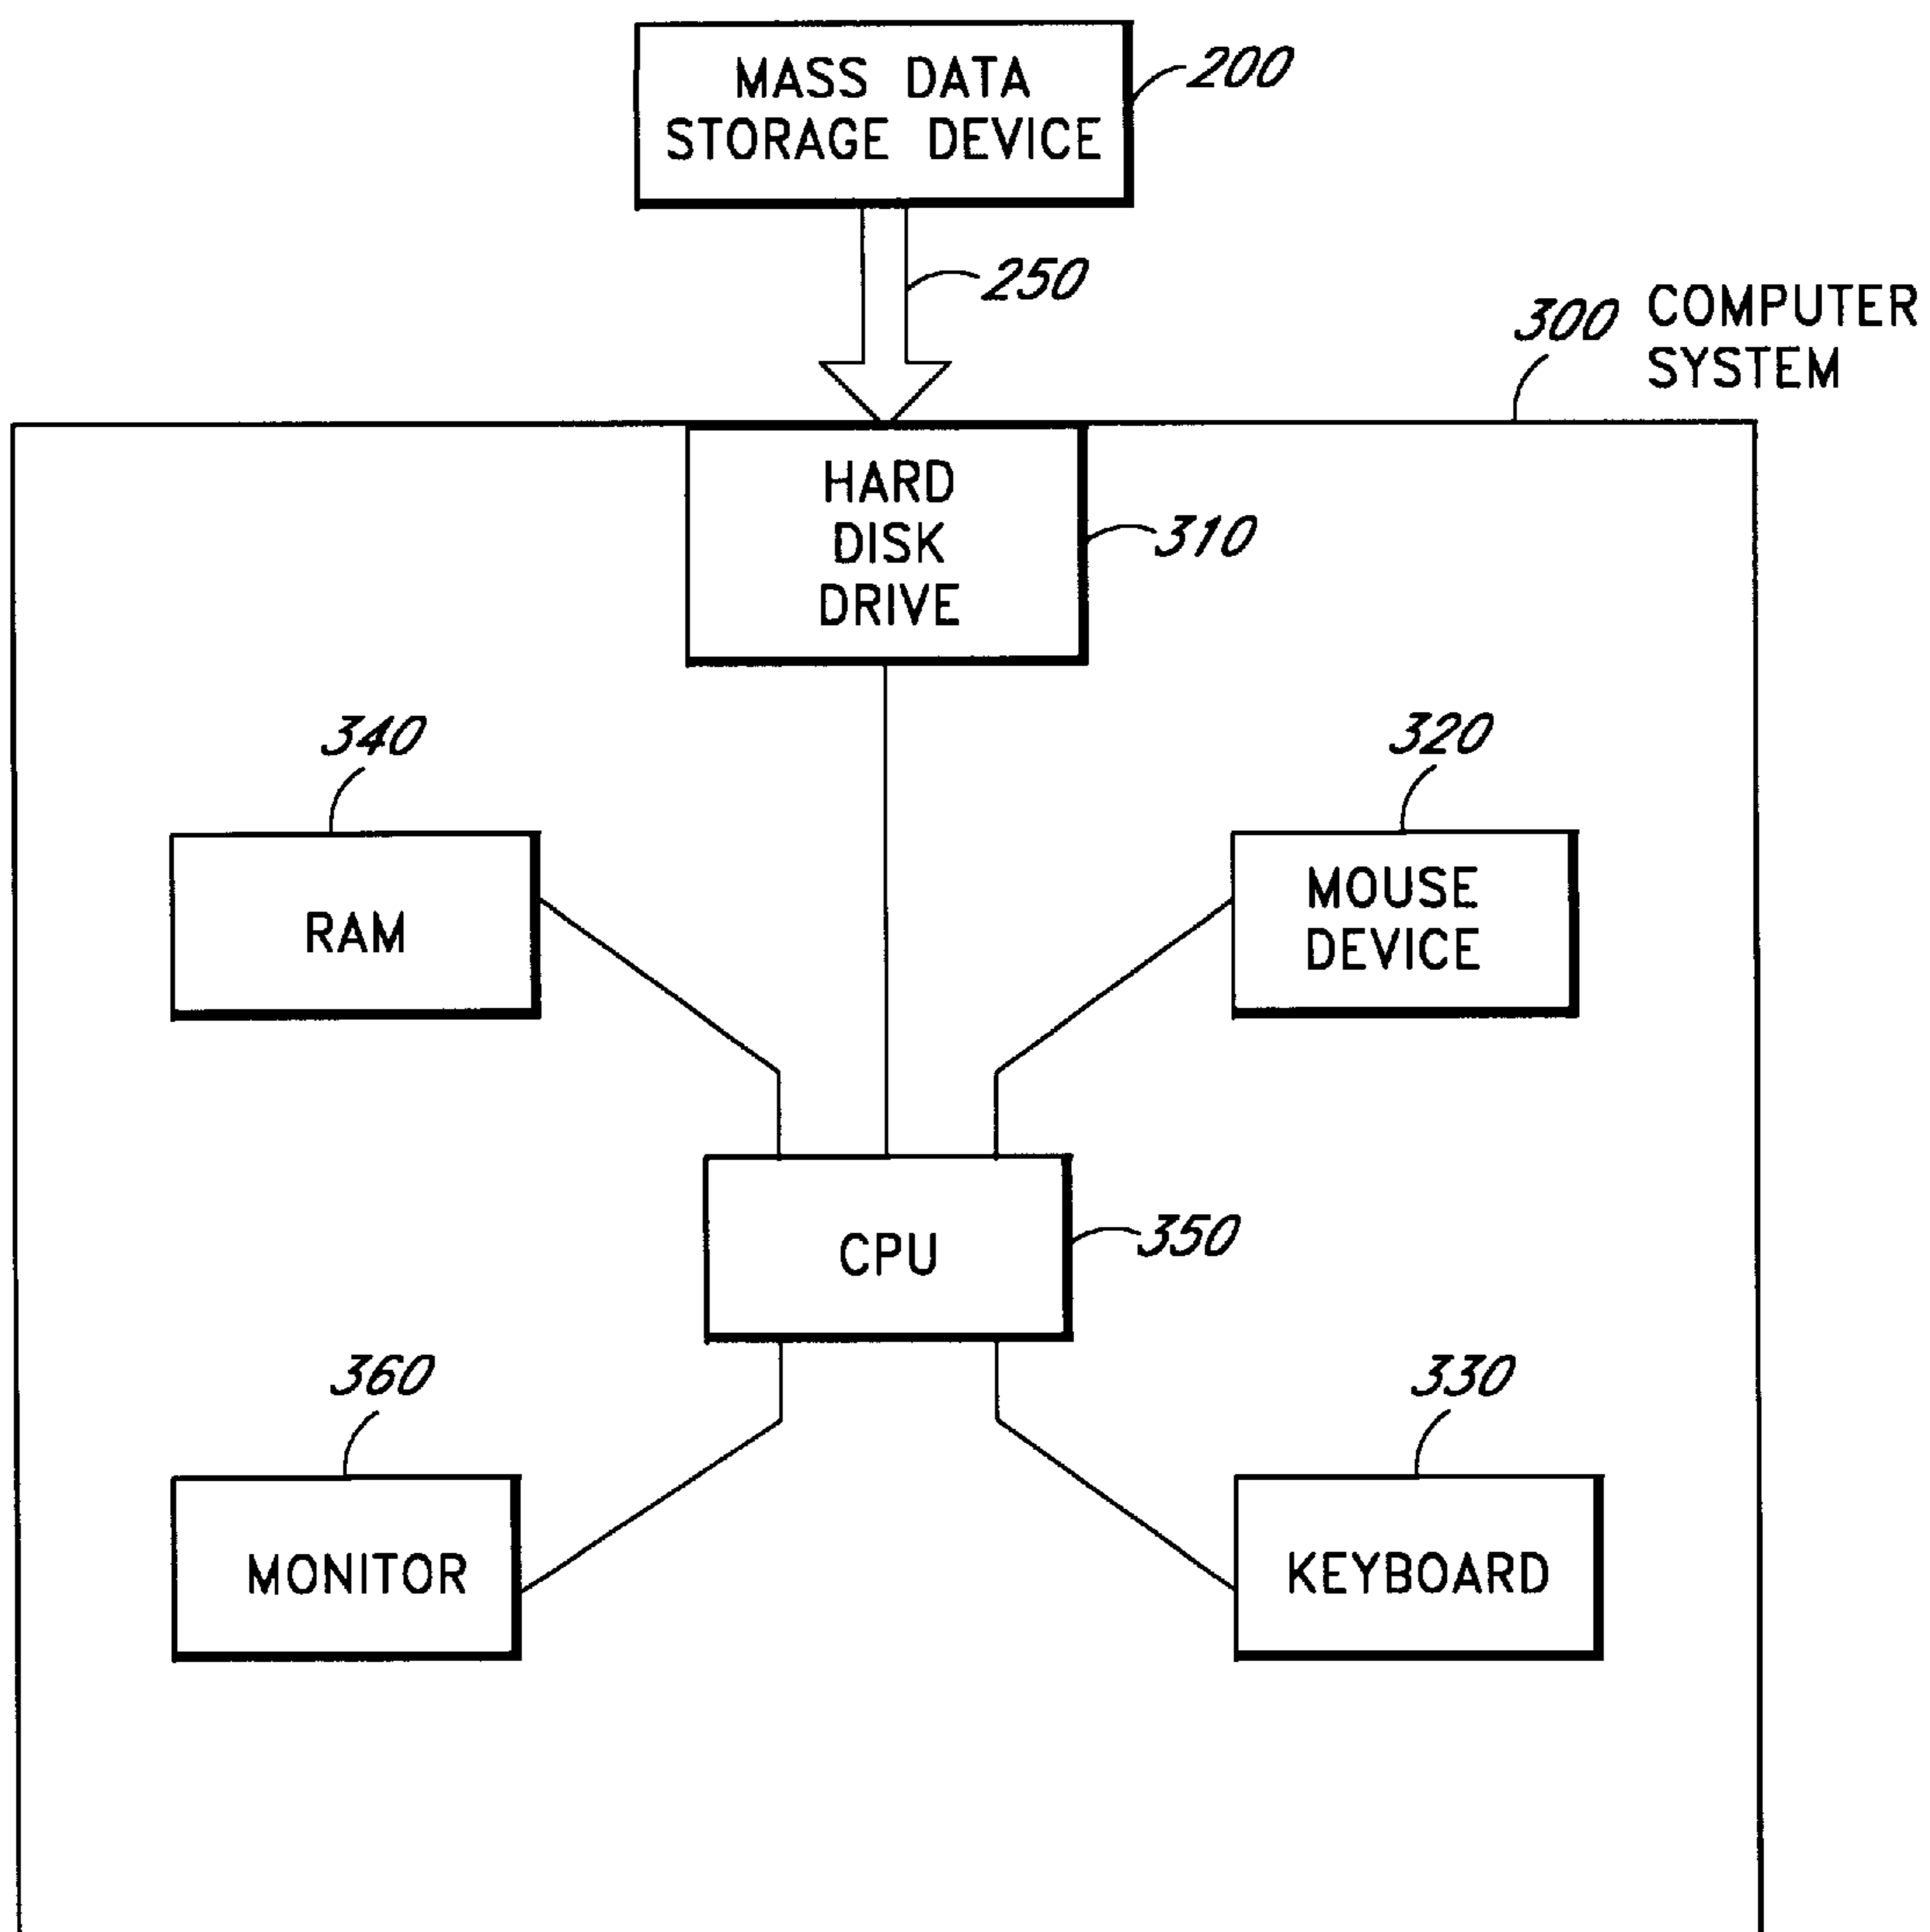 MASS DATA
STORAGE DEVICE
200
250
300
COMPUTER
SYSTEM
HARD
DISK
DRIVE
310
340
320
RAM
MOUSE
DEVICE
CPU
350
360
330
MONITOR
KEYBOARD